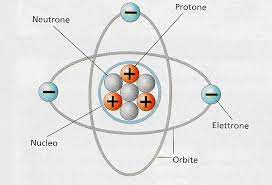 Protone
Neutrone
−
+
−
+
+
−
Elettrone
Nucleo
Orbite